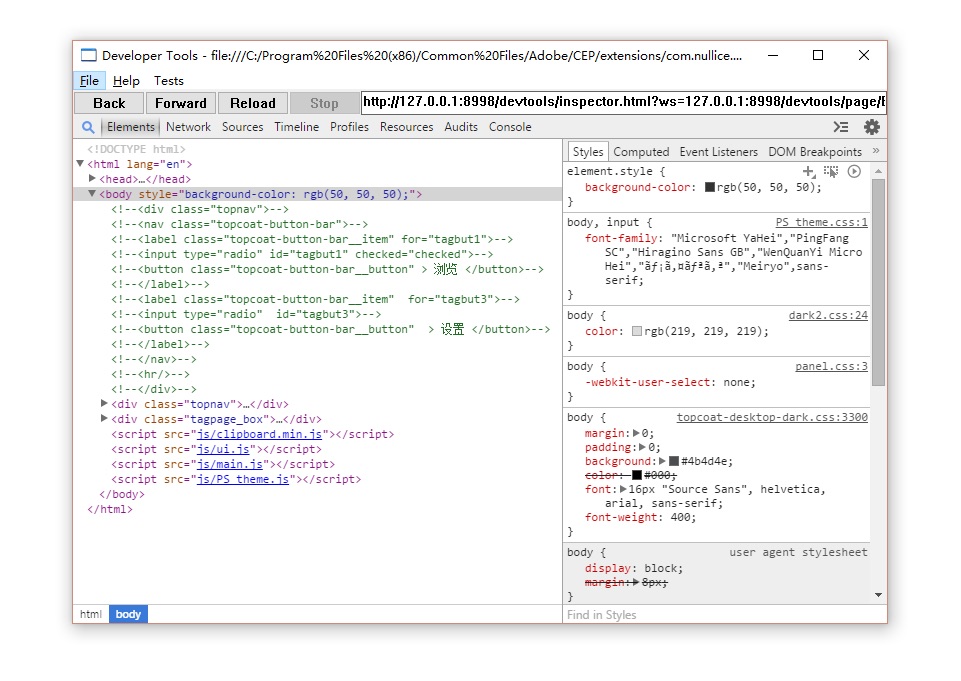 Developer Tools - file:///C:/Program%20Files%20(x86)/Common%20Files/Adobe/CEP/extensions/com.nullice....
File Help Tests
Back Forward Reload Stop http://127.0.0.1:8998/devtools/inspector.html?ws=127.0.0.1:8998/devtools/page/E
Elements Network Sources Timeline Profiles Resources Audits Console
<!DOCTYPE html>
<html lang="en">
<head>…</head>
<body style="background-color: rgb(50, 50, 50);">
<!--<div class="topnav">-->
<!--<nav class="topcoat-button-bar">-->
<!--<label class="topcoat-button-bar__item" for="tagbut1">-->
<!--<input type="radio" id="tagbut1" checked="checked">-->
<!--<button class="topcoat-button-bar__button" > 浏览 </button>-->
<!--</label>-->
<!--<label class="topcoat-button-bar__item"  for="tagbut3">-->
<!--<input type="radio"  id="tagbut3">-->
<!--<button class="topcoat-button-bar__button"  > 设置 </button>-->
<!--</label>-->
<!--</nav>-->
<!--<hr/>-->
<!--</div>-->
<div class="topnav">…</div>
<div class="tagpage_box">…</div>
<script src="js/clipboard.min.js"></script>
<script src="js/ui.js"></script>
<script src="js/main.js"></script>
<script src="js/PS_theme.js"></script>
</body>
</html>
html body
Styles Computed Event Listeners DOM Breakpoints »
element.style {
background-color: rgb(50, 50, 50);
}
body, input { PS_theme.css:1
font-family: "Microsoft YaHei","PingFang
SC","Hiragino Sans GB","WenQuanYi Micro
Hei","ãƒ¡ã‚¤ãƒªã‚ª","Meiryo",sans-
serif;
}
body { dark2.css:24
color: rgb(219, 219, 219);
}
body { panel.css:3
-webkit-user-select: none;
}
body { topcoat-desktop-dark.css:3300
margin: 0;
padding: 0;
background: #4b4d4e;
color: #000;
font: 16px "Source Sans", helvetica,
arial, sans-serif;
font-weight: 400;
}
body { user agent stylesheet
display: block;
margin: 8px;
}
Find in Styles